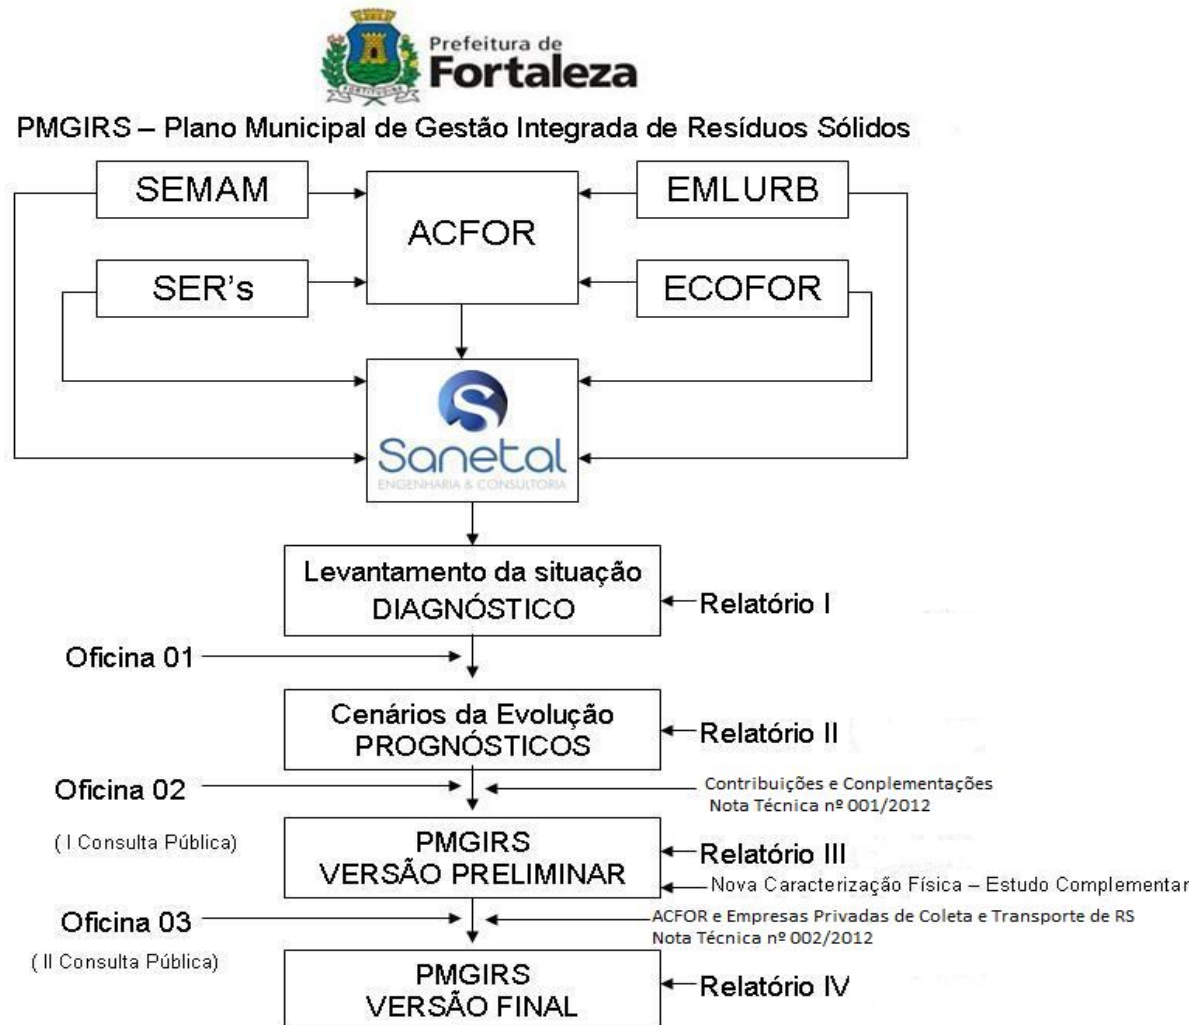 Prefeitura de
Fortaleza
FORTITUDINE
PMGIRS – Plano Municipal de Gestão Integrada de Resíduos Sólidos
SEMAM
EMLURB
ACFOR
SER's
ECOFOR
S
Sanetal
ENGENHARIA & CONSULTORIA
Levantamento da situação
DIAGNÓSTICO
Relatório I
Oficina 01
Cenários da Evolução
PROGNÓSTICOS
Relatório II
Oficina 02
Contribuições e Conplementações
Nota Técnica nº 001/2012
( I Consulta Pública)
PMGIRS
VERSÃO PRELIMINAR
Relatório III
Nova Caracterização Física – Estudo Complementar
Oficina 03
ACFOR e Empresas Privadas de Coleta e Transporte de RS
Nota Técnica nº 002/2012
( II Consulta Pública)
PMGIRS
VERSÃO FINAL
Relatório IV